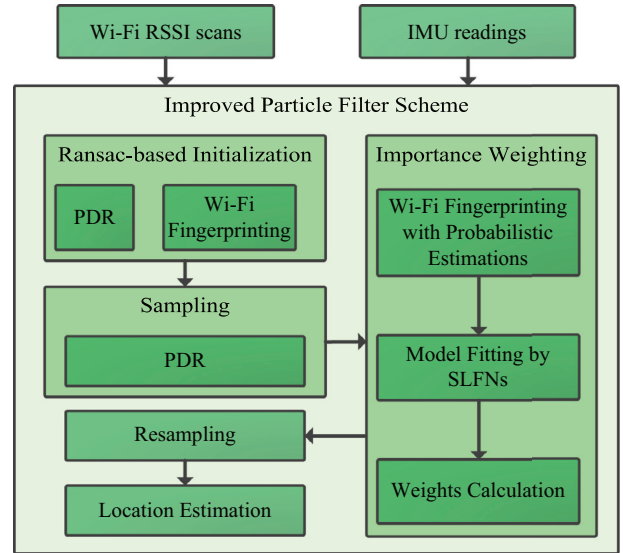 Wi-Fi RSSI scans
IMU readings
Improved Particle Filter Scheme
Ransac-based Initialization
PDR
Wi-Fi
Fingerprinting
Sampling
PDR
Resampling
Location Estimation
Importance Weighting
Wi-Fi Fingerprinting
with Probabilistic
Estimations
Model Fitting by
SLFNs
Weights Calculation